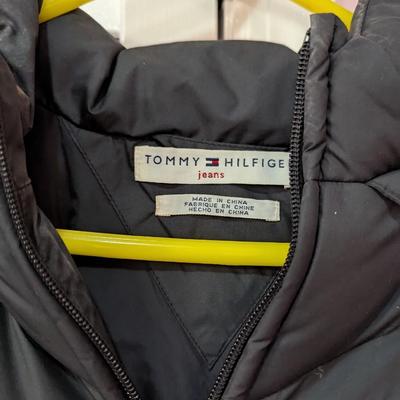 TOMMY HILFIGE
jeans
MADE IN CHINA
FABRIQUE EN CHINE
HECHO EN CHINA